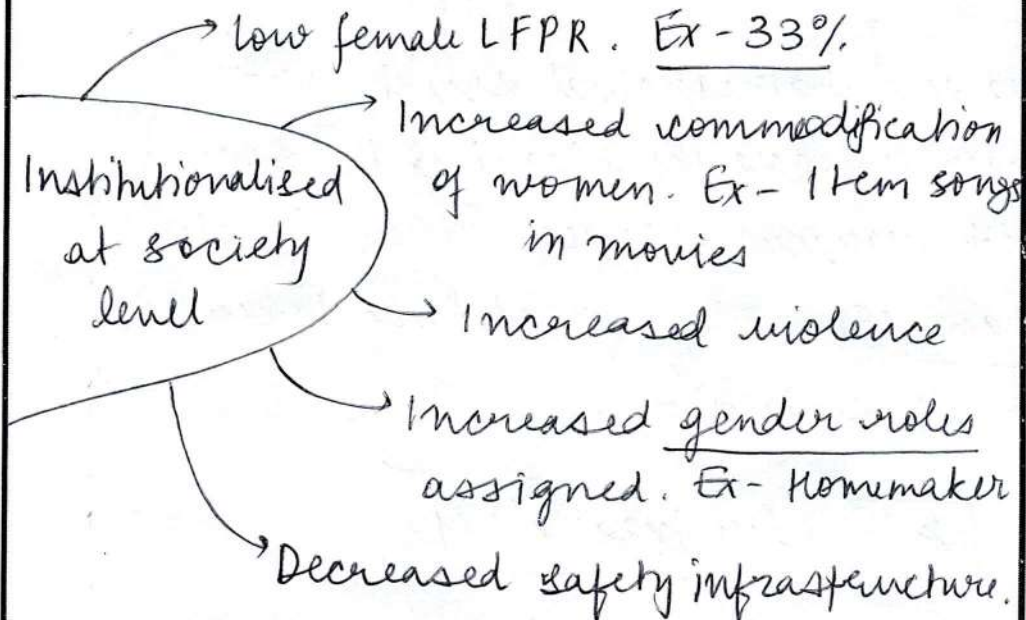 Low female LFPR. Ex - 33%.
Increased commodification
of women. Ex - Item songs
in movies
Institutionalised
at society
level
Increased violence
Increased gender roles
assigned. Ex - Homemaker
Decreased safety infrastructure.